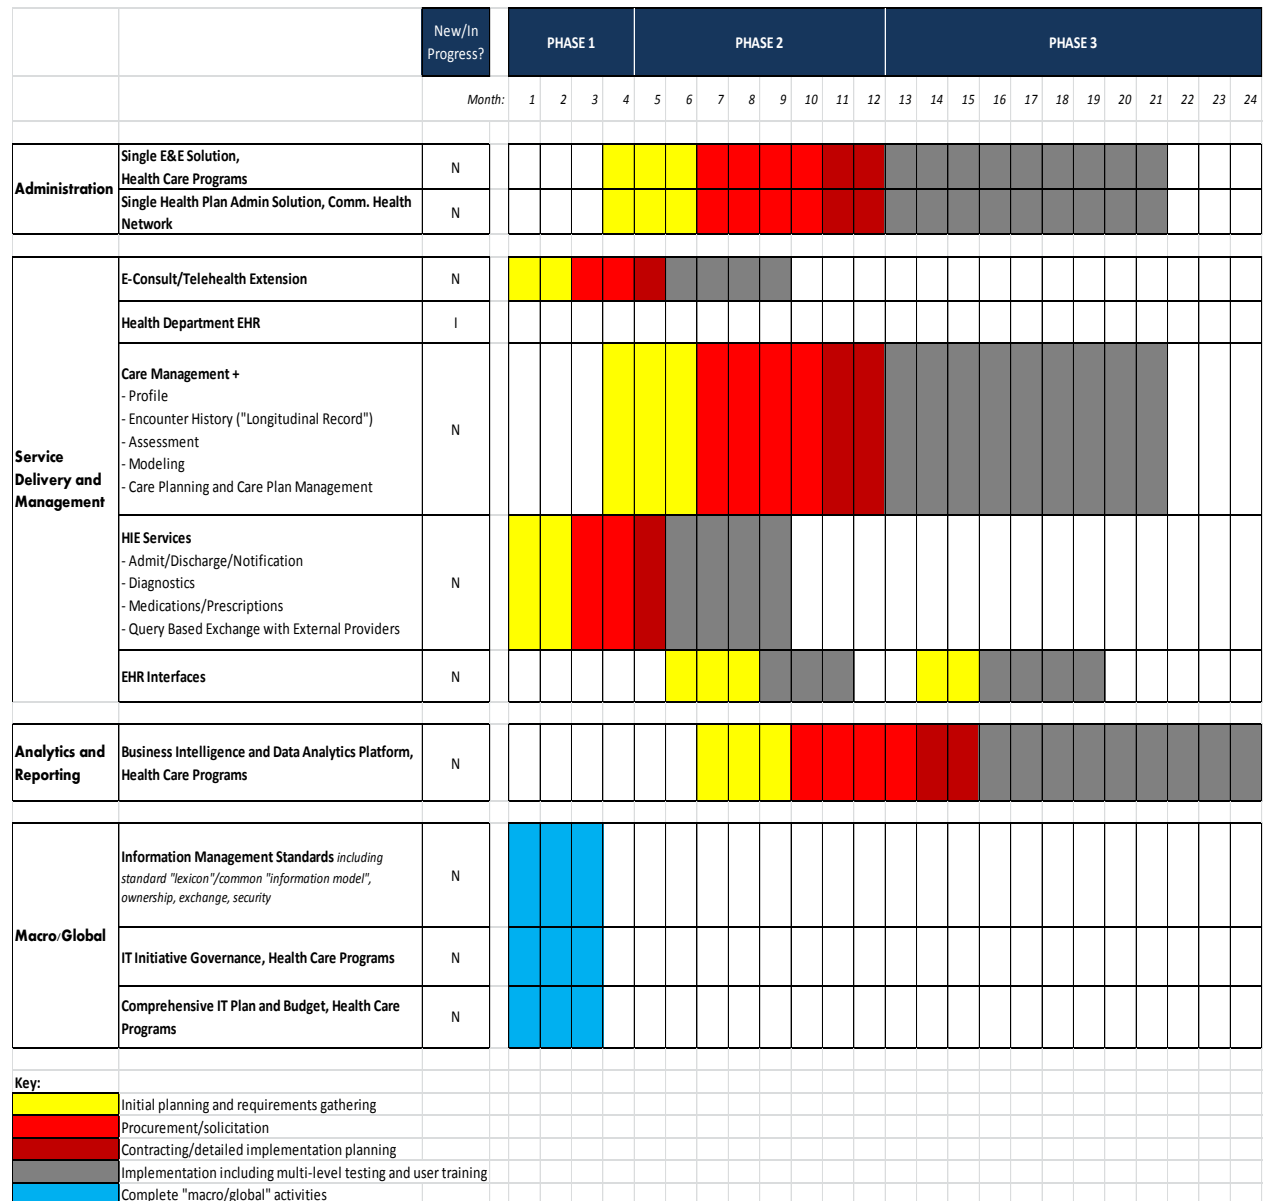 New/In
Progress?
PHASE 1
PHASE 2
PHASE 3
Month:
1 2 3 4 5 6 7 8 9 10 11 12 13 14 15 16 17 18 19 20 21 22 23 24
Administration
Single E&E Solution,
Health Care Programs
N
Single Health Plan Admin Solution, Comm. Health
Network
N
Service
Delivery and
Management
E-Consult/Telehealth Extension
N
Health Department EHR
I
Care Management +
- Profile
- Encounter History ("Longitudinal Record")
- Assessment
- Modeling
- Care Planning and Care Plan Management
N
HIE Services
- Admit/Discharge/Notification
- Diagnostics
- Medications/Prescriptions
- Query Based Exchange with External Providers
N
EHR Interfaces
N
Analytics and
Reporting
Business Intelligence and Data Analytics Platform,
Health Care Programs
N
Macro/Global
Information Management Standards including
standard "lexicon"/common "information model",
ownership, exchange, security
N
IT Initiative Governance, Health Care Programs
N
Comprehensive IT Plan and Budget, Health Care
Programs
N
Key:
Initial planning and requirements gathering
Procurement/solicitation
Contracting/detailed implementation planning
Implementation including multi-level testing and user training
Complete "macro/global" activities